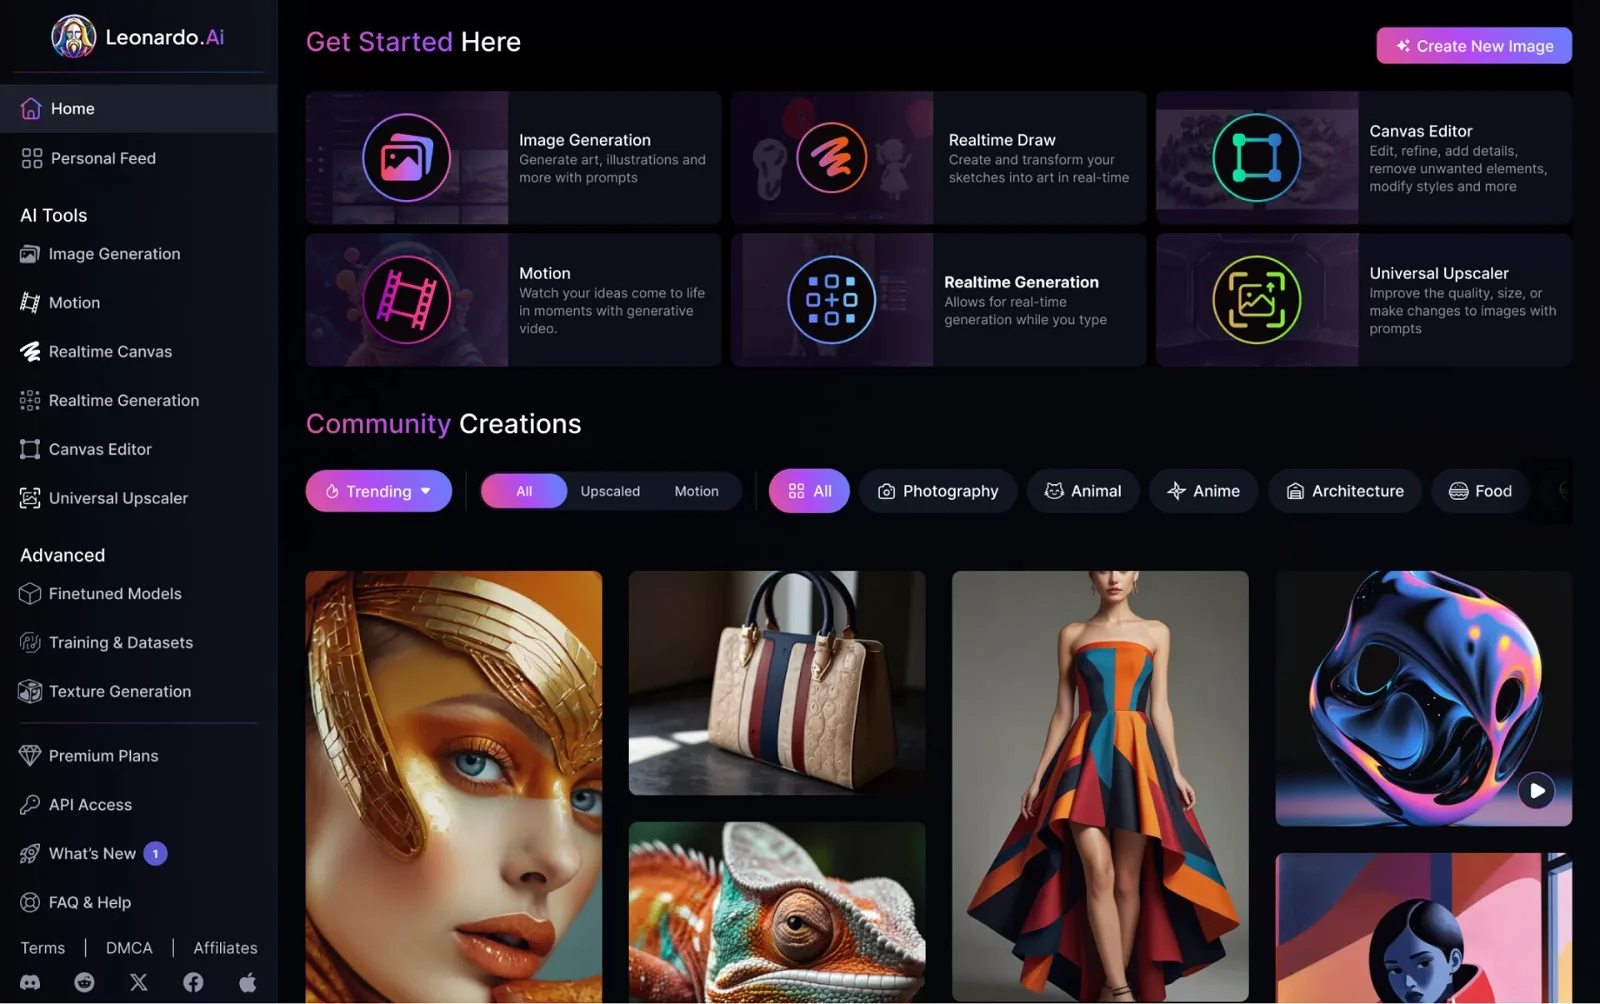 Leonardo.Ai
Home
Personal Feed
AI Tools
Image Generation
Motion
Realtime Canvas
Realtime Generation
Canvas Editor
Universal Upscaler
Advanced
Finetuned Models
Training & Datasets
Texture Generation
Premium Plans
API Access
What's New 1
FAQ & Help
Terms | DMCA | Affiliates
Get Started Here
Create New Image
Image Generation
Generate art, illustrations and
more with prompts
Realtime Draw
Create and transform your
sketches into art in real-time
Canvas Editor
Edit, refine, add details,
remove unwanted elements,
modify styles and more
Motion
Watch your ideas come to life
in moments with generative
video.
Realtime Generation
Allows for real-time
generation while you type
Universal Upscaler
Improve the quality, size, or
make changes to images with
prompts
Community Creations
Trending
All Upscaled Motion
All Photography Animal Anime Architecture Food